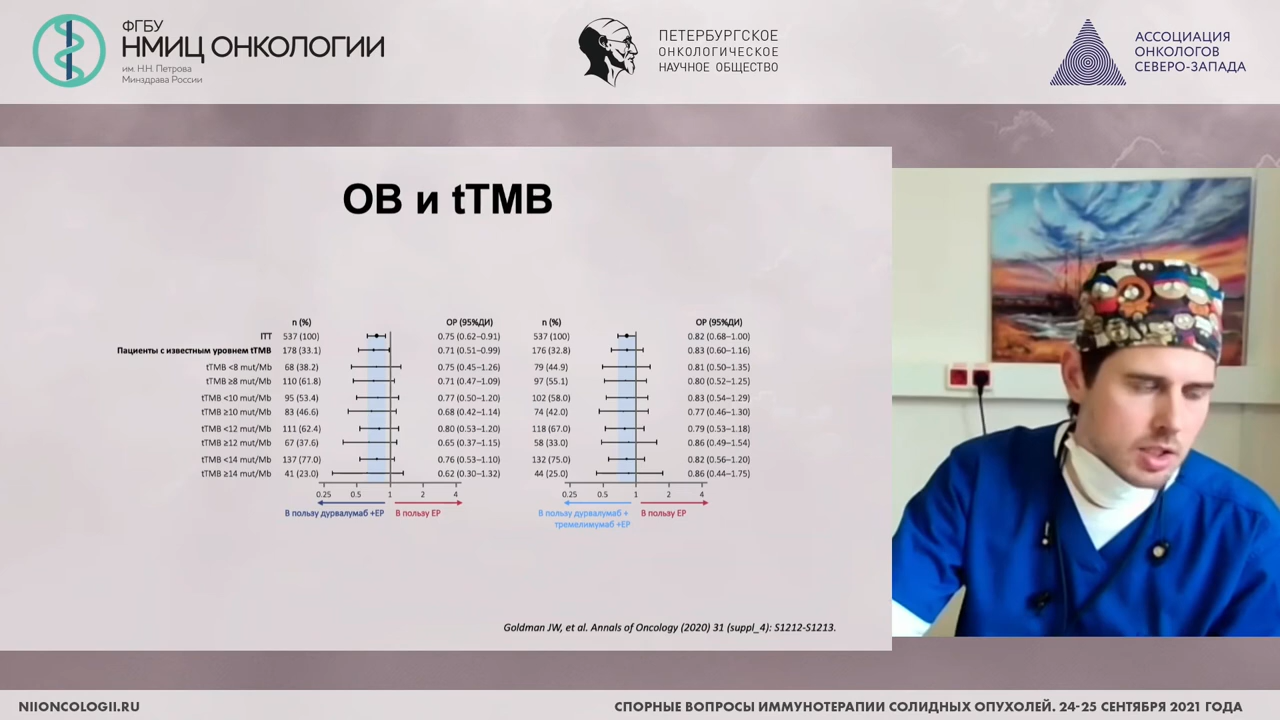 ФГБУ
НМИЦ ОНКОЛОГИИ
им. Н.Н. Петрова
Минздрава России
ПЕТЕРБУРГСКОЕ
ОНКОЛОГИЧЕСКОЕ
НАУЧНОЕ ОБЩЕСТВО
АССОЦИАЦИЯ
ОНКОЛОГОВ
СЕВЕРО-ЗАПАДА
ОВ и tTMB
n (%) ОР (95%ДИ) n (%) ОР (95%ДИ)
ITT 537 (100) 0.75 (0.62–0.91) 537 (100) 0.82 (0.68–1.00)
Пациенты с известным уровнем tTMB 178 (33.1) 0.71 (0.51–0.99) 176 (32.8) 0.83 (0.60–1.16)
tTMB <8 mut/Mb 68 (38.2) 0.75 (0.45–1.26) 79 (44.9) 0.81 (0.50–1.35)
tTMB ≥8 mut/Mb 110 (61.8) 0.71 (0.47–1.09) 97 (55.1) 0.80 (0.52–1.25)
tTMB <10 mut/Mb 95 (53.4) 0.77 (0.50–1.20) 102 (58.0) 0.83 (0.54–1.29)
tTMB ≥10 mut/Mb 83 (46.6) 0.68 (0.42–1.14) 74 (42.0) 0.77 (0.46–1.30)
tTMB <12 mut/Mb 111 (62.4) 0.80 (0.53–1.20) 118 (67.0) 0.79 (0.53–1.18)
tTMB ≥12 mut/Mb 67 (37.6) 0.65 (0.37–1.15) 58 (33.0) 0.86 (0.49–1.54)
tTMB <14 mut/Mb 137 (77.0) 0.76 (0.53–1.10) 132 (75.0) 0.82 (0.56–1.20)
tTMB ≥14 mut/Mb 41 (23.0) 0.62 (0.30–1.32) 44 (25.0) 0.86 (0.44–1.75)
0.25 0.5 1 2 4 0.25 0.5 1 2 4
В пользу дурвалумаб +EP В пользу EP В пользу дурвалумаб + В пользу EP
тремелимумаб +EP
Goldman JW, et al. Annals of Oncology (2020) 31 (suppl_4): S1212-S1213.
NIIONCOLOGII.RU
СПОРНЫЕ ВОПРОСЫ ИММУНОТЕРАПИИ СОЛИДНЫХ ОПУХОЛЕЙ. 24-25 СЕНТЯБРЯ 2021 ГОДА